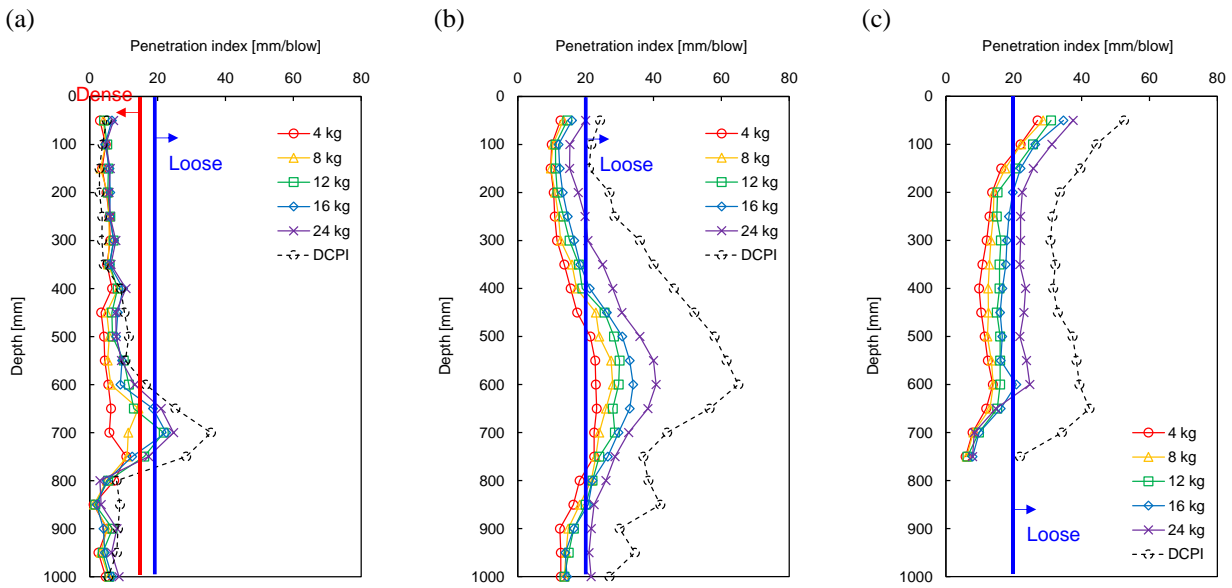 (a)
Penetration index [mm/blow]
0 20 40 60 80
0
100
200
300
400
500
600
700
800
900
1000
Depth [mm]
Dense
Loose
4 kg
8 kg
12 kg
16 kg
24 kg
DCPI
(b)
Penetration index [mm/blow]
0 20 40 60 80
0
100
200
300
400
500
600
700
800
900
1000
Depth [mm]
Loose
4 kg
8 kg
12 kg
16 kg
24 kg
DCPI
(c)
Penetration index [mm/blow]
0 20 40 60 80
0
100
200
300
400
500
600
700
800
900
1000
Depth [mm]
4 kg
8 kg
12 kg
16 kg
24 kg
DCPI
Loose